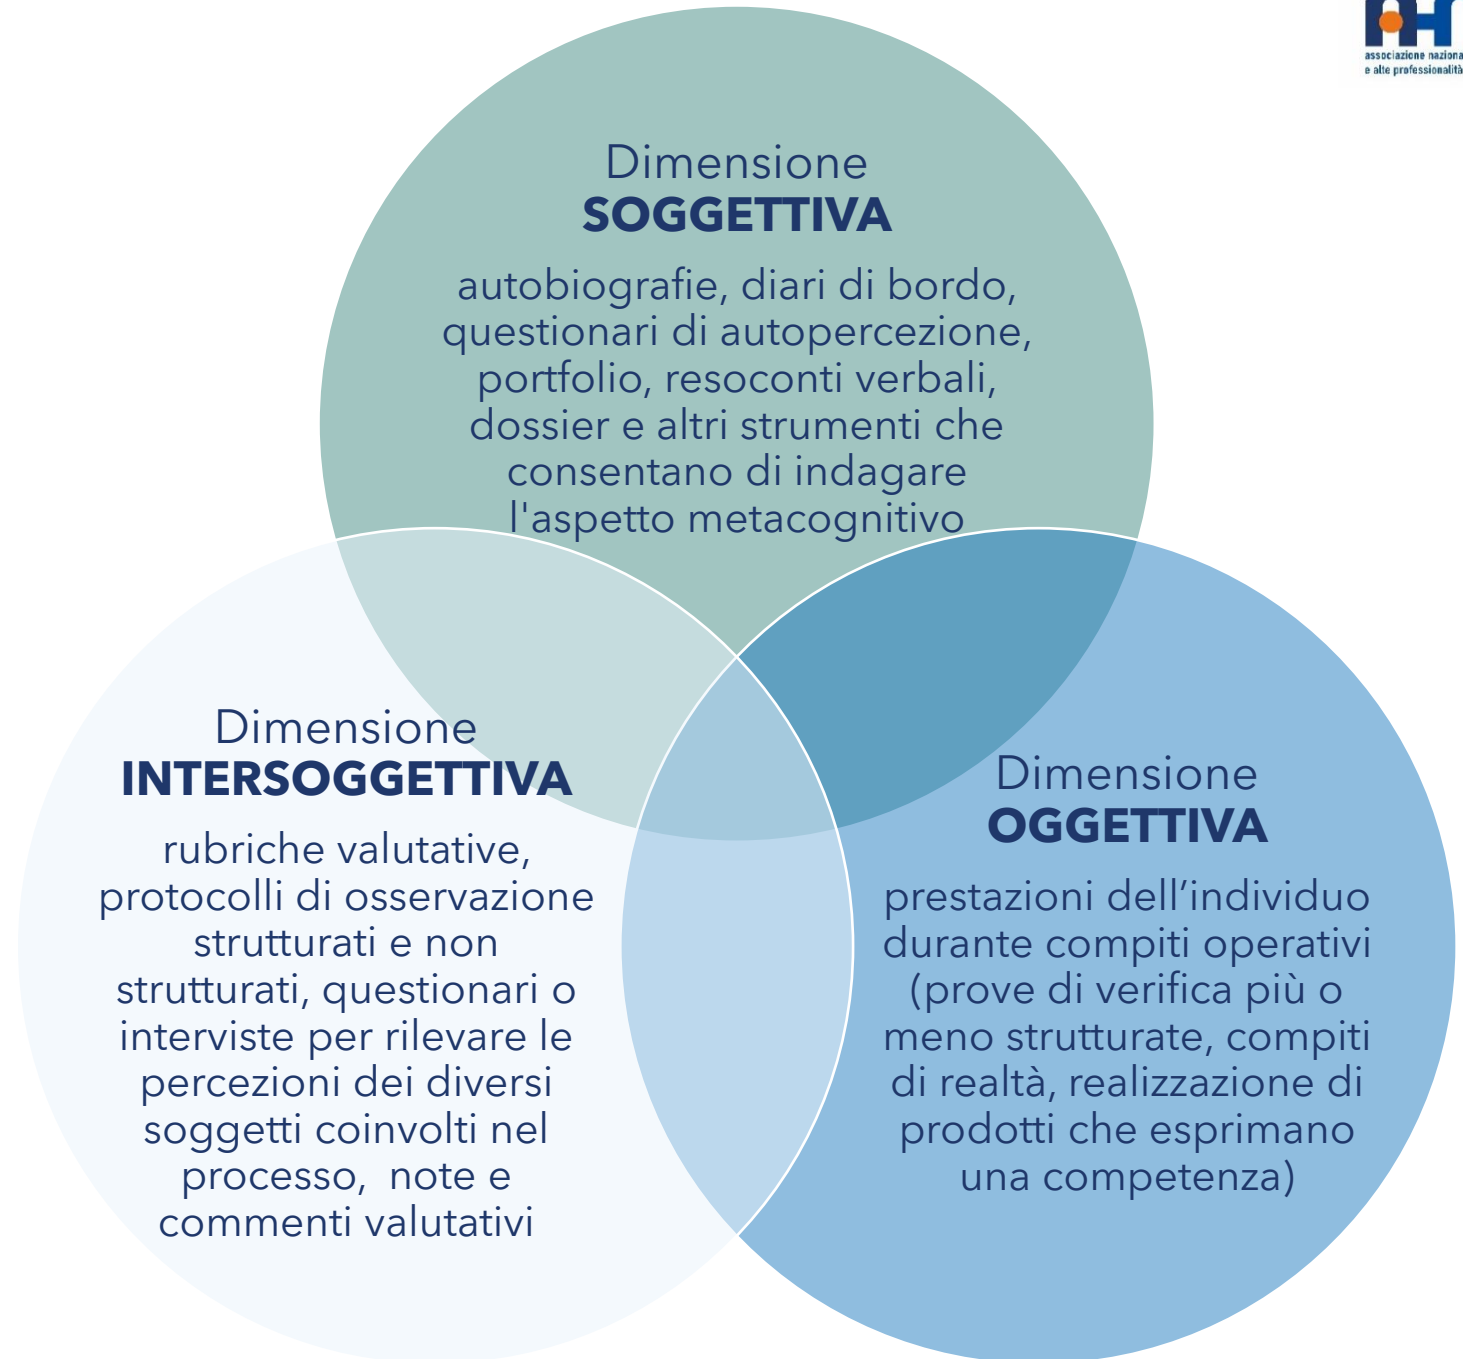 associazione naziona
e alte professionalità
Dimensione
SOGGETTIVA
autobiografie, diari di bordo,
questionari di autopercezione,
portfolio, resoconti verbali,
dossier e altri strumenti che
consentano di indagare
l'aspetto metacognitivo
Dimensione
INTERSOGGETTIVA
rubriche valutative,
protocolli di osservazione
strutturati e non
strutturati, questionari o
interviste per rilevare le
percezioni dei diversi
soggetti coinvolti nel
processo,  note e
commenti valutativi
Dimensione
OGGETTIVA
prestazioni dell’individuo
durante compiti operativi
(prove di verifica più o
meno strutturate, compiti
di realtà, realizzazione di
prodotti che esprimano
una competenza)